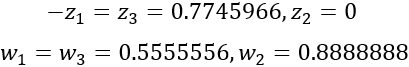 −z₁ = z₃ = 0.7745966, z₂ = 0
w₁ = w₃ = 0.5555556, w₂ = 0.8888888